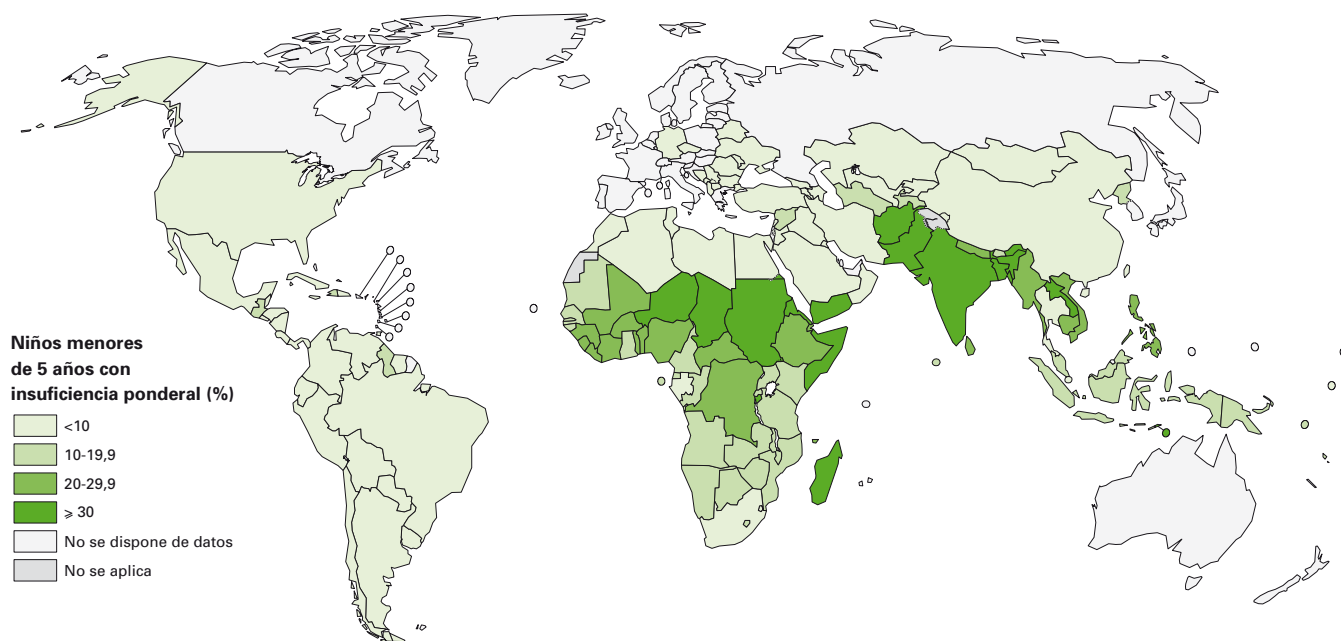 Niños menores
de 5 años con
insuficiencia ponderal (%)
<10
10-19,9
20-29,9
⩾ 30
No se dispone de datos
No se aplica